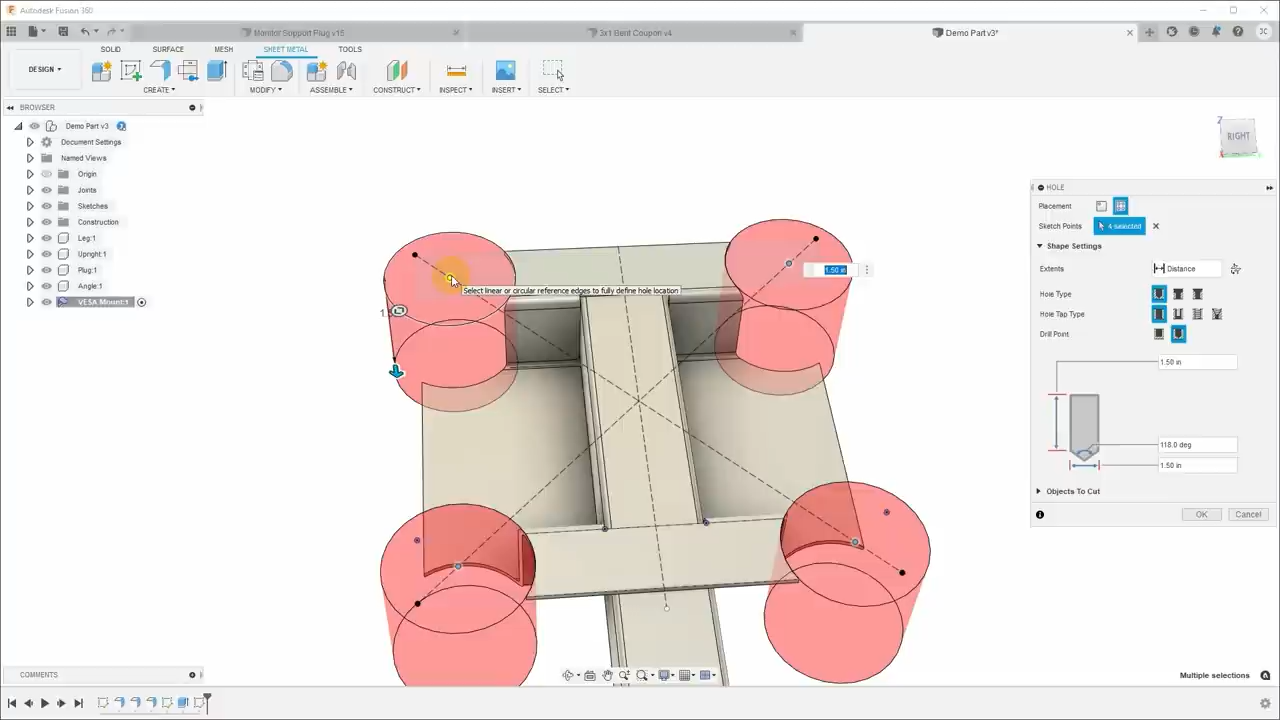 Autodesk Fusion 360
Monitor Support Plug v15
3x1 Bent Coupon v4
Demo Part v3*
SOLID
SURFACE
MESH
SHEET METAL
TOOLS
DESIGN
CREATE
MODIFY
ASSEMBLE
CONSTRUCT
INSPECT
INSERT
SELECT
BROWSER
Demo Part v3
Document Settings
Named Views
Origin
Joints
Sketches
Construction
Leg:1
Upright:1
Plug:1
Angle:1
VESA Mount:1
Z
RIGHT
1.50 in
Select linear or circular reference edges to fully define hole location
HOLE
Placement
Sketch Points
4 selected
Shape Settings
Extents
Distance
Hole Type
Hole Tap Type
Drill Point
1.50 in
118.0 deg
1.50 in
Objects To Cut
OK
Cancel
COMMENTS
Multiple selections